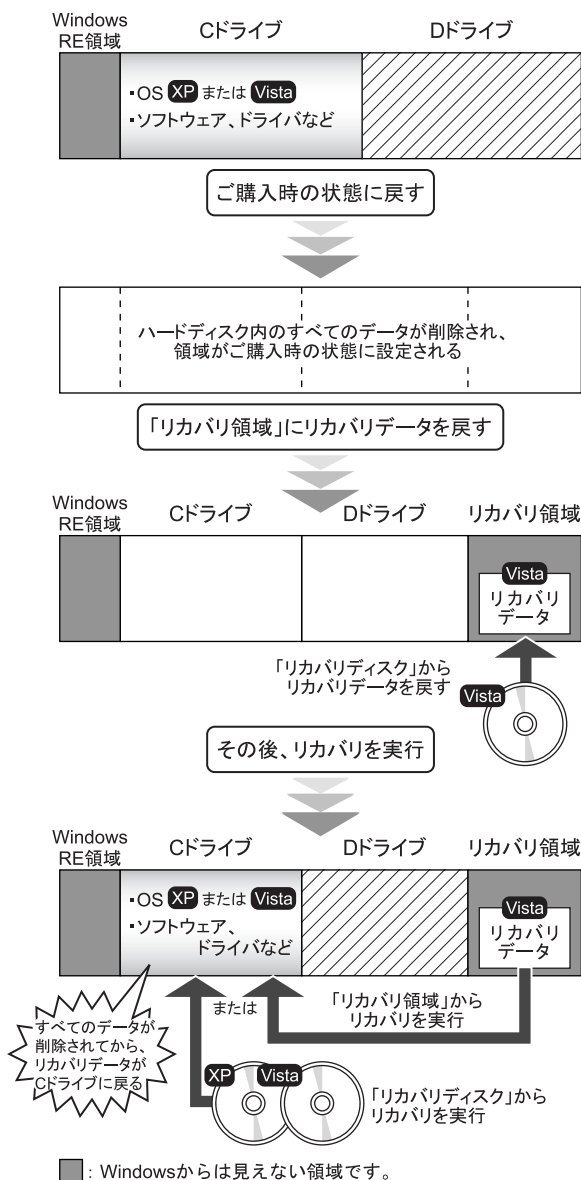 Windows
RE領域
Cドライブ
Dドライブ
・OS XP または Vista
・ソフトウェア、ドライバなど
ご購入時の状態に戻す
ハードディスク内のすべてのデータが削除され、
領域がご購入時の状態に設定される
「リカバリ領域」にリカバリデータを戻す
Windows
RE領域
Cドライブ
Dドライブ
リカバリ領域
Vista
リカバリ
データ
「リカバリディスク」から
リカバリデータを戻す
Vista
その後、リカバリを実行
Windows
RE領域
Cドライブ
Dドライブ
リカバリ領域
・OS XP または Vista
・ソフトウェア、
ドライバなど
Vista
リカバリ
データ
すべてのデータが
削除されてから、
リカバリデータが
Cドライブに戻る
または
「リカバリ領域」から
リカバリを実行
XP
Vista
「リカバリディスク」から
リカバリを実行
：Windowsからは見えない領域です。